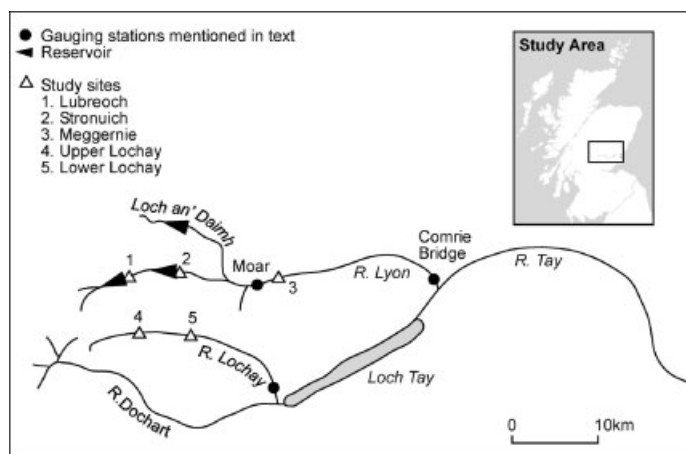 Gauging stations mentioned in text
Reservoir
Study sites
1. Lubreoch
2. Stronuich
3. Meggernie
4. Upper Lochay
5. Lower Lochay
Study Area
Loch an' Daimh
Comrie
Bridge
1
2
Moar
3
R. Lyon
R. Tay
4
5
R. Lochay
Loch Tay
R.Dochart
0
10km